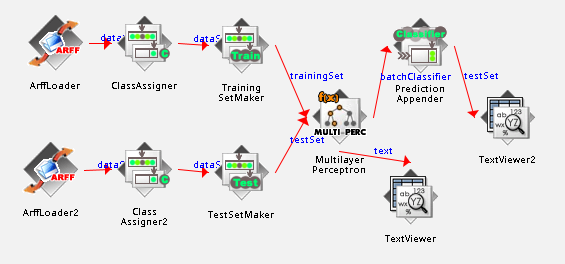 ARFF
dataS
C
dataS
Train
trainingSet
ArffLoader
ClassAssigner
Training
SetMaker
f(x)
MULTI-PERC
Multilayer
Perceptron
Classifier
batchClassifier
Prediction
Appender
testSet
123
ab
YZ
wx
%
TextViewer2
testSet
text
123
ab
YZ
wx
%
TextViewer
ARFF
dataS
C
dataS
Test
ArffLoader2
Class
Assigner2
TestSetMaker